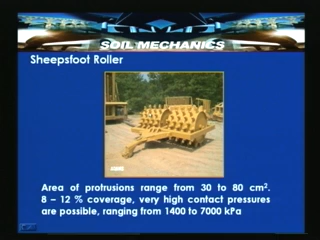 SOIL MECHANICS
Sheepsfoot Roller
Area of protrusions range from 30 to 80 cm².
8 – 12 % coverage, very high contact pressures
are possible, ranging from 1400 to 7000 kPa